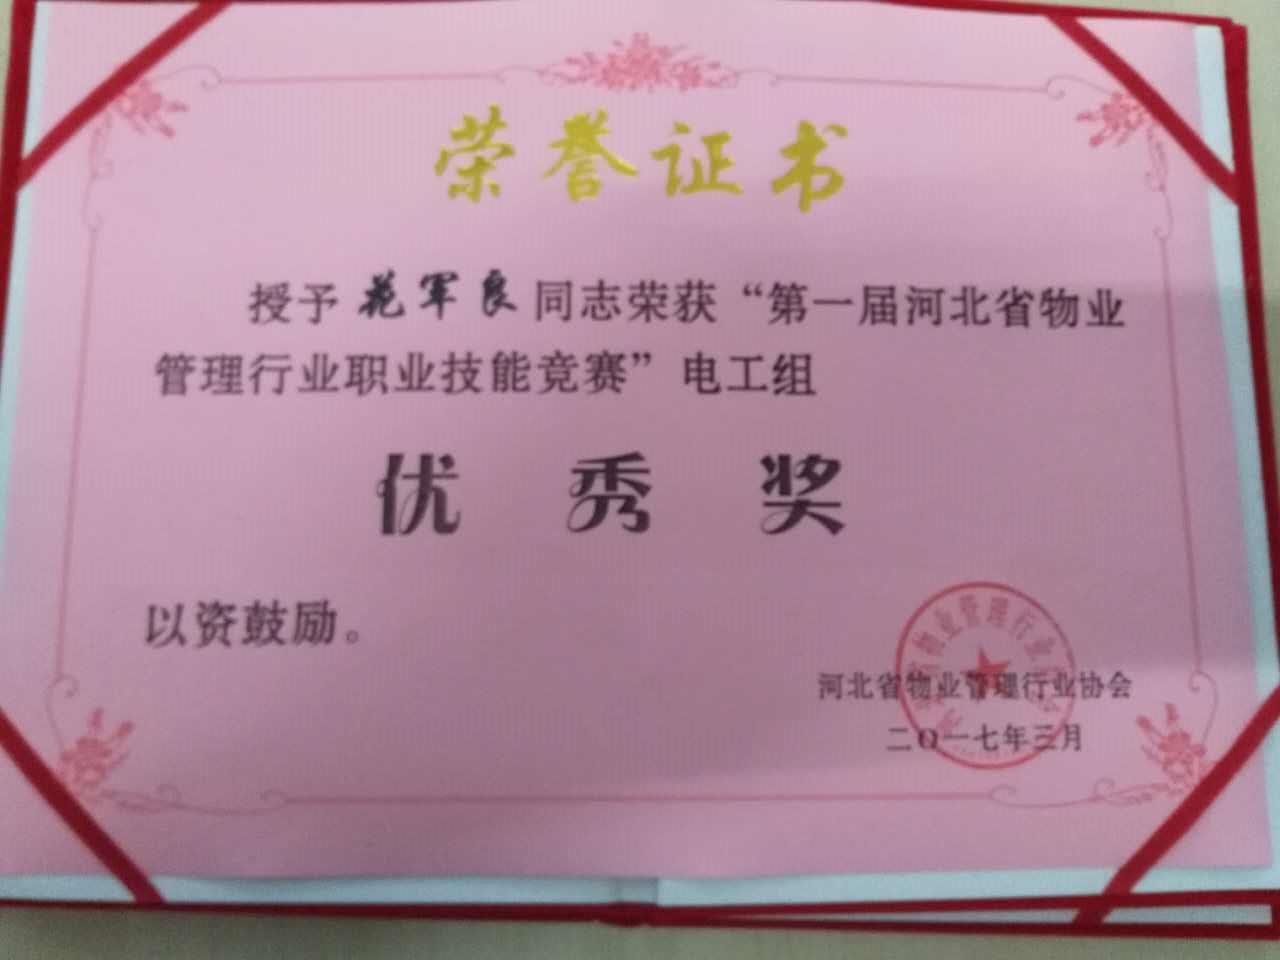 荣誉证书
授予 苑军良 同志荣获“第一届河北省物业
管理行业职业技能竞赛”电工组
优秀奖
以资鼓励。
河北省物业管理行业协会
二〇一七年三月